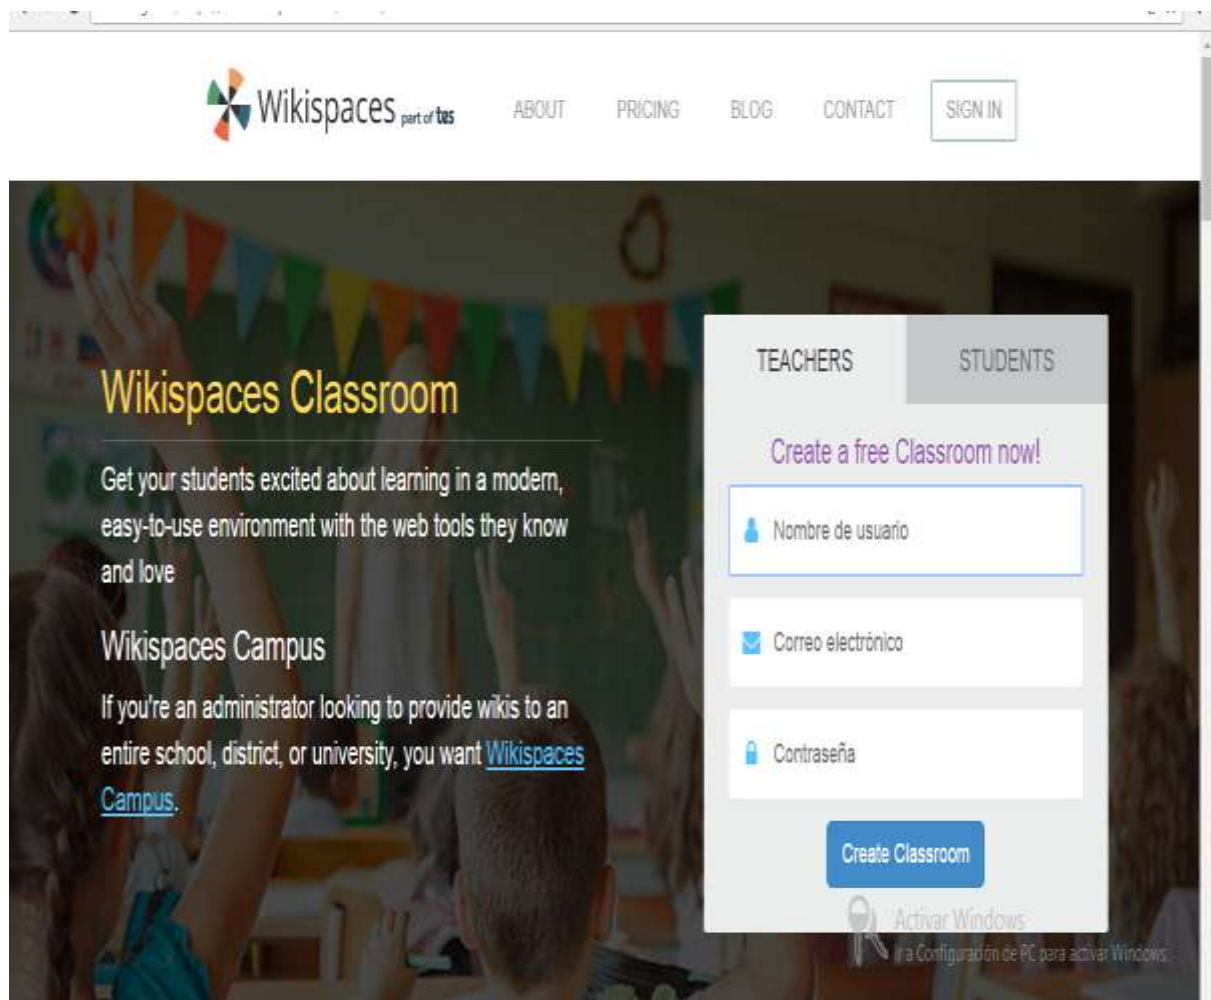 Wikispaces part of tes
ABOUT PRICING BLOG CONTACT SIGN IN
Wikispaces Classroom
Get your students excited about learning in a modern,
easy-to-use environment with the web tools they know
and love
Wikispaces Campus
If you're an administrator looking to provide wikis to an
entire school, district, or university, you want Wikispaces
Campus.
TEACHERS STUDENTS
Create a free Classroom now!
Nombre de usuario
Correo electrónico
Contraseña
Create Classroom
Activar Windows
Ir a Configuración de PC para activar Windows.